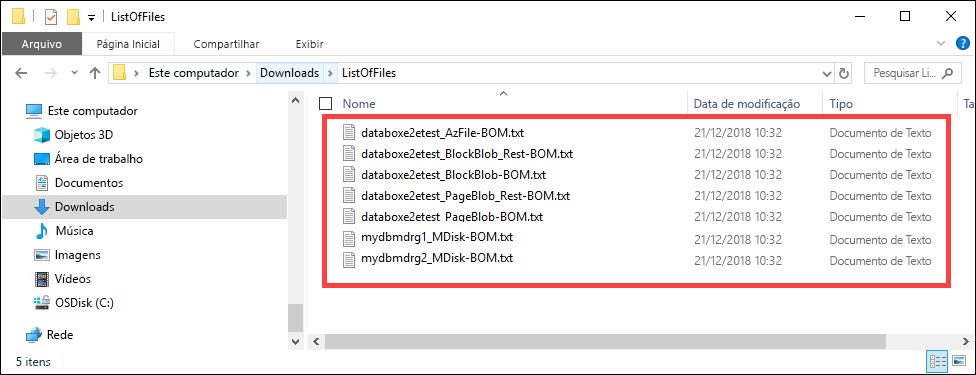 ListOfFiles
Arquivo Página Inicial Compartilhar Exibir
Este computador Downloads ListOfFiles Pesquisar Li...
Nome Data de modificação Tipo Ta
Este computador
Objetos 3D
Área de trabalho
Documentos
Downloads
Música
Imagens
Vídeos
OSDisk (C:)
Rede
databoxe2etest_AzFile-BOM.txt 21/12/2018 10:32 Documento de Texto
databoxe2etest_BlockBlob_Rest-BOM.txt 21/12/2018 10:32 Documento de Texto
databoxe2etest_BlockBlob-BOM.txt 21/12/2018 10:32 Documento de Texto
databoxe2etest_PageBlob_Rest-BOM.txt 21/12/2018 10:32 Documento de Texto
databoxe2etest_PageBlob-BOM.txt 21/12/2018 10:32 Documento de Texto
mydbmdrg1_MDisk-BOM.txt 21/12/2018 10:32 Documento de Texto
mydbmdrg2_MDisk-BOM.txt 21/12/2018 10:32 Documento de Texto
5 itens